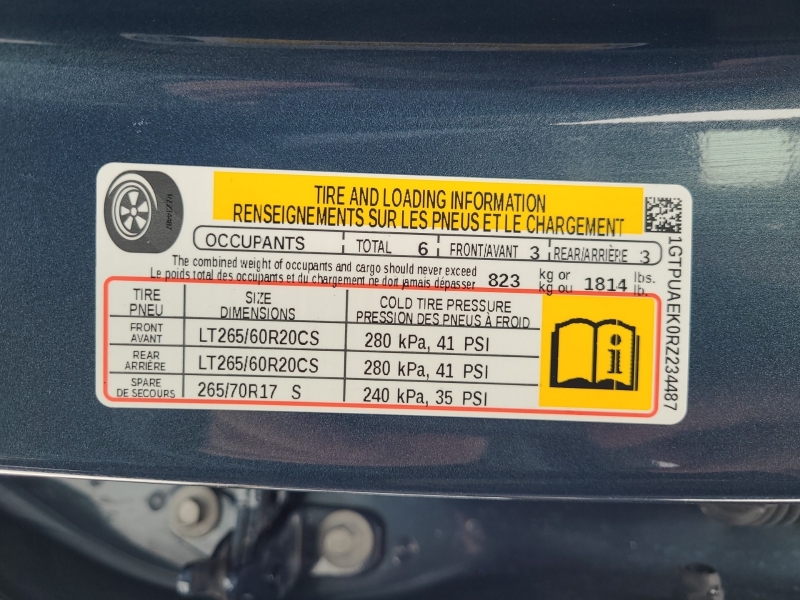 TIRE AND LOADING INFORMATION
RENSEIGNEMENTS SUR LES PNEUS ET LE CHARGEMENT
OCCUPANTS TOTAL 6 FRONT/AVANT 3 REAR/ARRIÈRE 3
The combined weight of occupants and cargo should never exceed
Le poids total des occupants et du chargement ne doit jamais dépasser
823 kg or kg ou 1814 lbs. lb.
TIRE PNEU SIZE DIMENSIONS COLD TIRE PRESSURE PRESSION DES PNEUS À FROID
FRONT AVANT LT265/60R20CS 280 kPa, 41 PSI
REAR ARRIÈRE LT265/60R20CS 280 kPa, 41 PSI
SPARE DE SECOURS 265/70R17 S 240 kPa, 35 PSI
1GTPUAEK0RZ234487